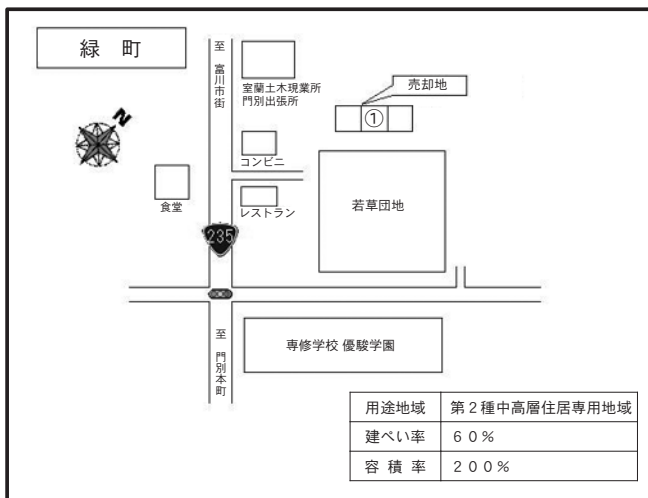 緑 町
至 富川市街
室蘭土木現業所
門別出張所
売却地
①
N
コンビニ
食堂
レストラン
若草団地
235
至 門別本町
専修学校 優駿学園
用途地域 第２種中高層住居専用地域
建ぺい率 ６０％
容 積 率 ２００％